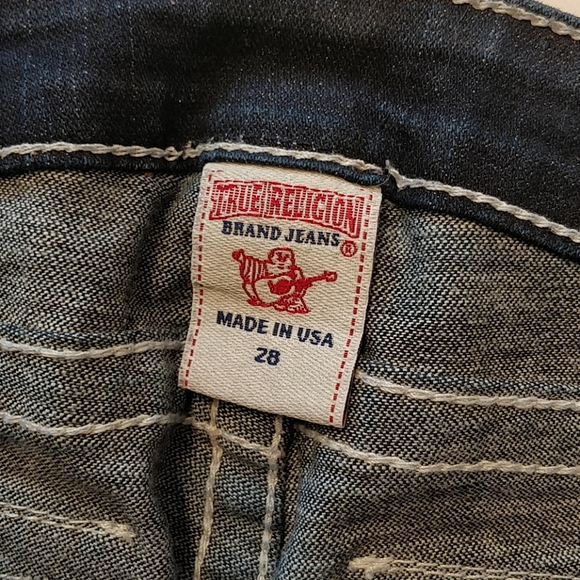 TRUE RELIGION
BRAND JEANS®
MADE IN USA
28